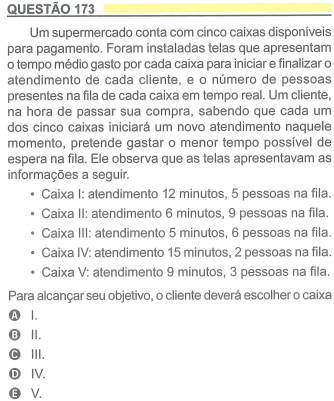 QUESTÃO 173
Um supermercado conta com cinco caixas disponíveis
para pagamento. Foram instaladas telas que apresentam
o tempo médio gasto por cada caixa para iniciar e finalizar o
atendimento de cada cliente, e o número de pessoas
presentes na fila de cada caixa em tempo real. Um cliente,
na hora de passar sua compra, sabendo que cada um
dos cinco caixas iniciará um novo atendimento naquele
momento, pretende gastar o menor tempo possível de
espera na fila. Ele observa que as telas apresentavam as
informações a seguir.
• Caixa I: atendimento 12 minutos, 5 pessoas na fila.
• Caixa II: atendimento 6 minutos, 9 pessoas na fila.
• Caixa III: atendimento 5 minutos, 6 pessoas na fila.
• Caixa IV: atendimento 15 minutos, 2 pessoas na fila.
• Caixa V: atendimento 9 minutos, 3 pessoas na fila.
Para alcançar seu objetivo, o cliente deverá escolher o caixa
A I.
B II.
C III.
D IV.
E V.